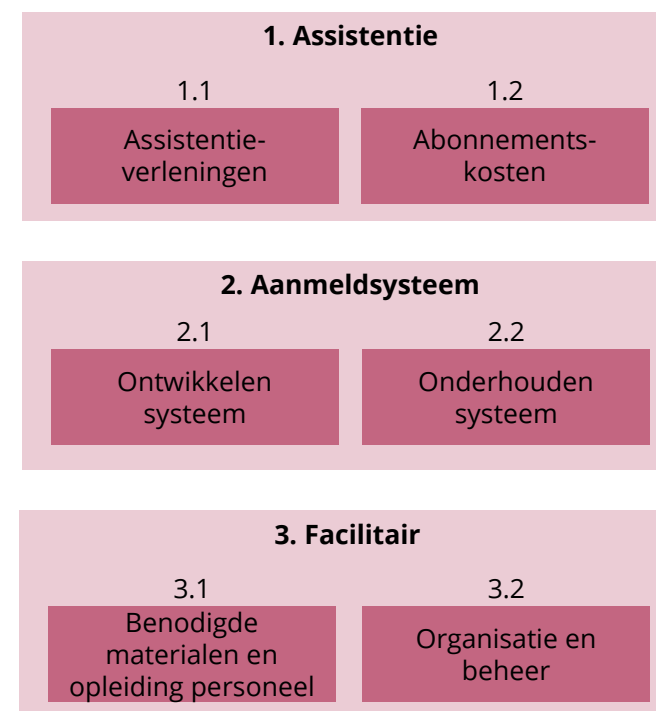 1. Assistentie
1.1
Assistentie-
verleningen
1.2
Abonnements-
kosten
2. Aanmeldsysteem
2.1
Ontwikkelen
systeem
2.2
Onderhouden
systeem
3. Facilitair
3.1
Benodigde
materialen en
opleiding personeel
3.2
Organisatie en
beheer